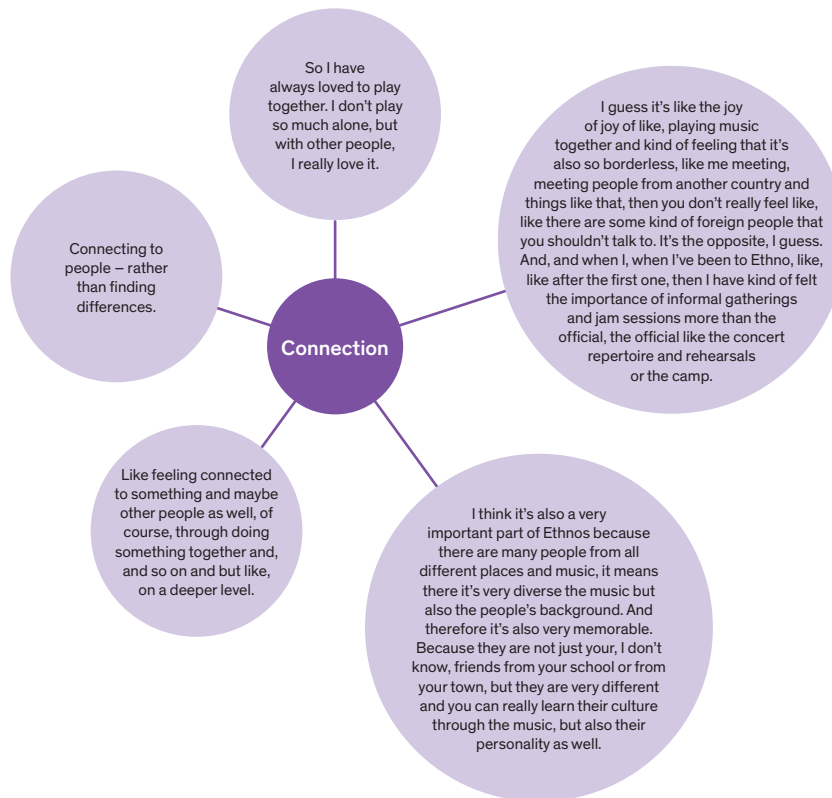 So I have
always loved to play
together. I don't play
so much alone, but
with other people,
I really love it.
I guess it's like the joy
of joy of like, playing music
together and kind of feeling that it's
also so borderless, like me meeting,
meeting people from another country and
things like that, then you don't really feel like,
like there are some kind of foreign people that
you shouldn't talk to. It's the opposite, I guess.
And, and when I, when I've been to Ethno, like,
like after the first one, then I have kind of felt
the importance of informal gatherings
and jam sessions more than the
official, the official like the concert
repertoire and rehearsals
or the camp.
Connecting to
people – rather
than finding
differences.
Connection
Like feeling connected
to something and maybe
other people as well, of
course, through doing
something together and,
and so on and but like,
on a deeper level.
I think it's also a very
important part of Ethnos because
there are many people from all
different places and music, it means
there it's very diverse the music but
also the people's background. And
therefore it's also very memorable.
Because they are not just your, I don't
know, friends from your school or from
your town, but they are very different
and you can really learn their culture
through the music, but also their
personality as well.